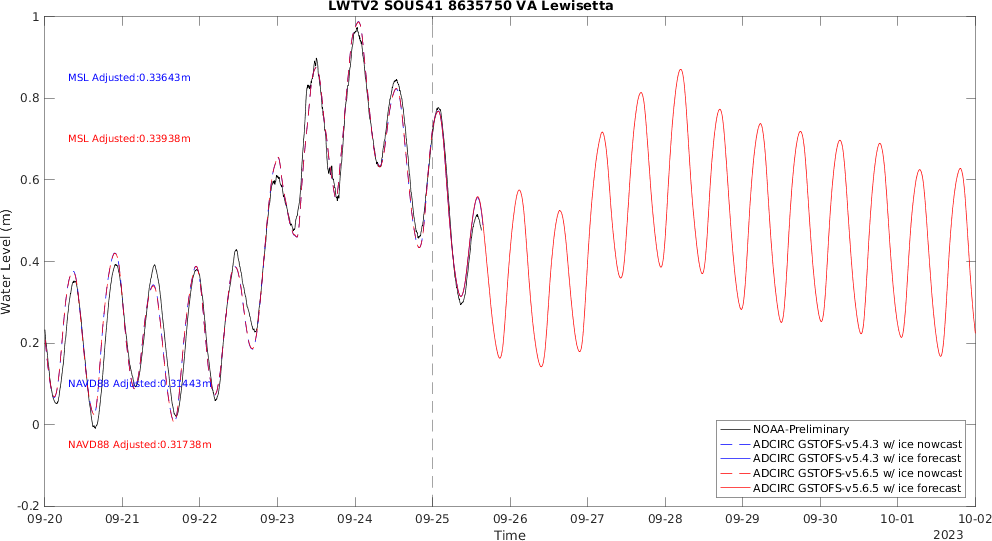 LWTV2 SOUS41 8635750 VA Lewisetta
1
0.8
0.6
0.4
0.2
0
-0.2
Water Level (m)
MSL Adjusted:0.33643m
MSL Adjusted:0.33938m
NAVD88 Adjusted:0.31443m
NAVD88 Adjusted:0.31738m
NOAA-Preliminary
ADCIRC GSTOFS-v5.4.3 w/ ice nowcast
ADCIRC GSTOFS-v5.4.3 w/ ice forecast
ADCIRC GSTOFS-v5.6.5 w/ ice nowcast
ADCIRC GSTOFS-v5.6.5 w/ ice forecast
09-20 09-21 09-22 09-23 09-24 09-25 09-26 09-27 09-28 09-29 09-30 10-01 10-02
Time
2023